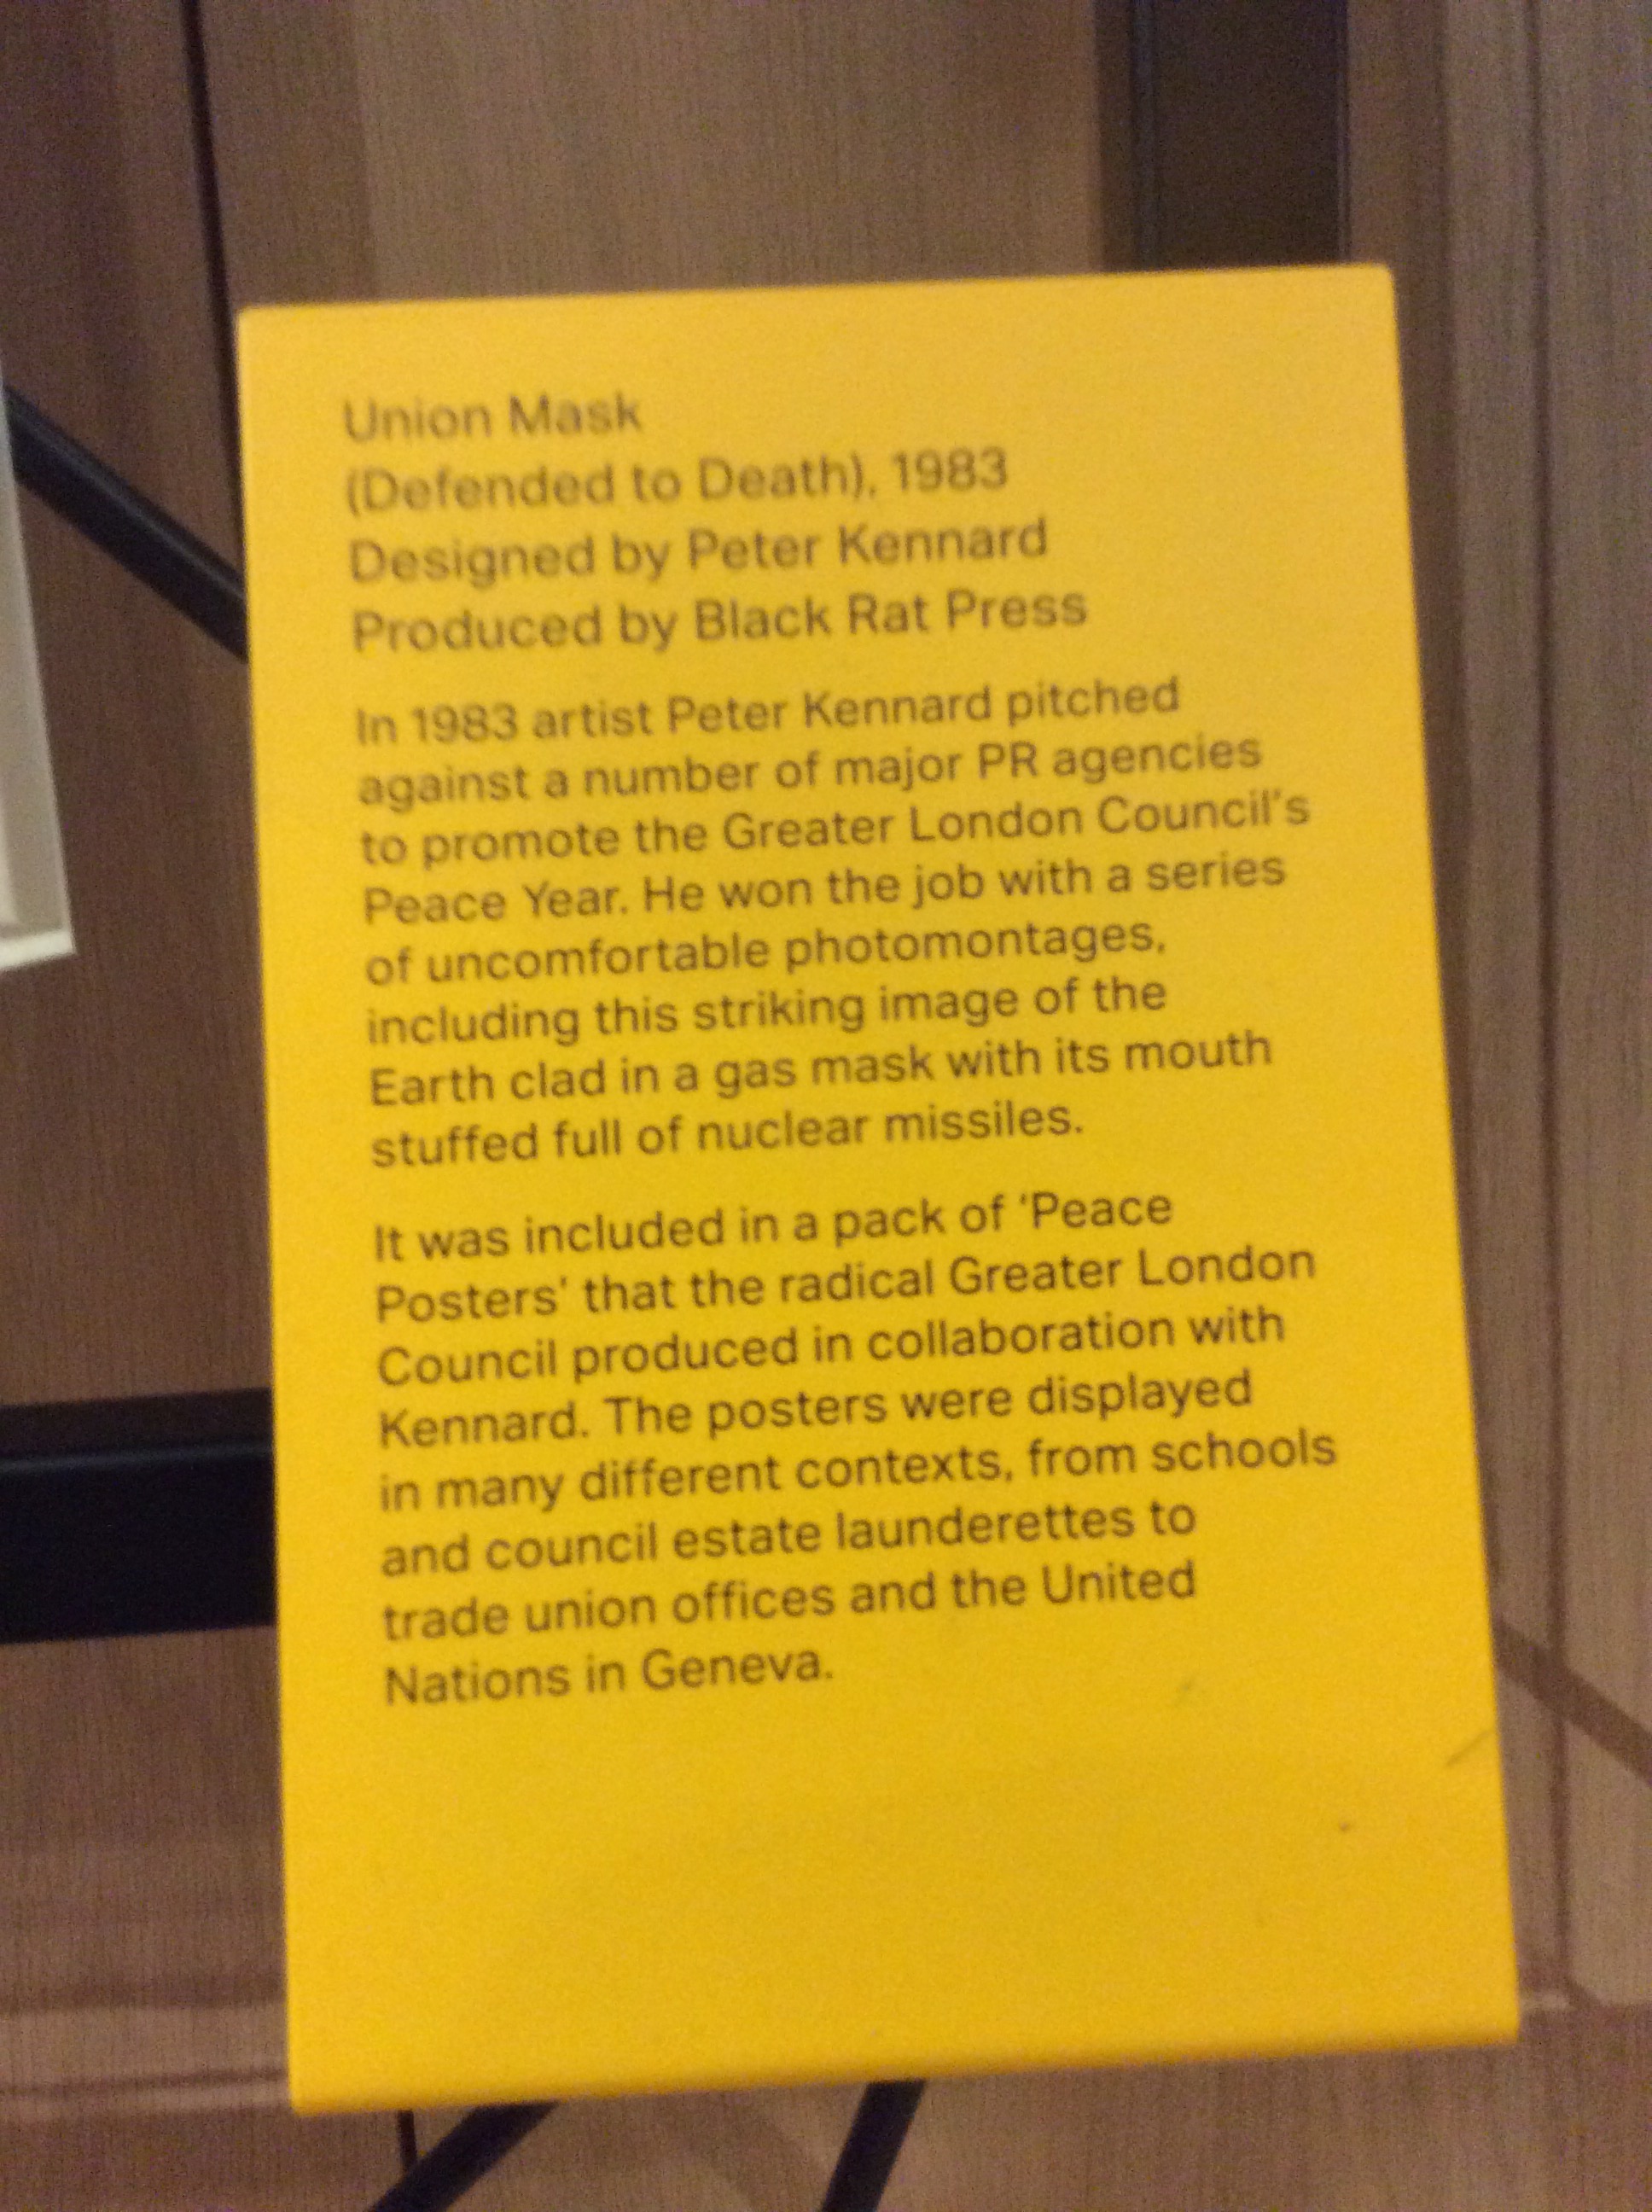 Union Mask
(Defended to Death), 1983
Designed by Peter Kennard
Produced by Black Rat Press
In 1983 artist Peter Kennard pitched
against a number of major PR agencies
to promote the Greater London Council's
Peace Year. He won the job with a series
of uncomfortable photomontages,
including this striking image of the
Earth clad in a gas mask with its mouth
stuffed full of nuclear missiles.
It was included in a pack of ‘Peace
Posters’ that the radical Greater London
Council produced in collaboration with
Kennard. The posters were displayed
in many different contexts, from schools
and council estate launderettes to
trade union offices and the United
Nations in Geneva.